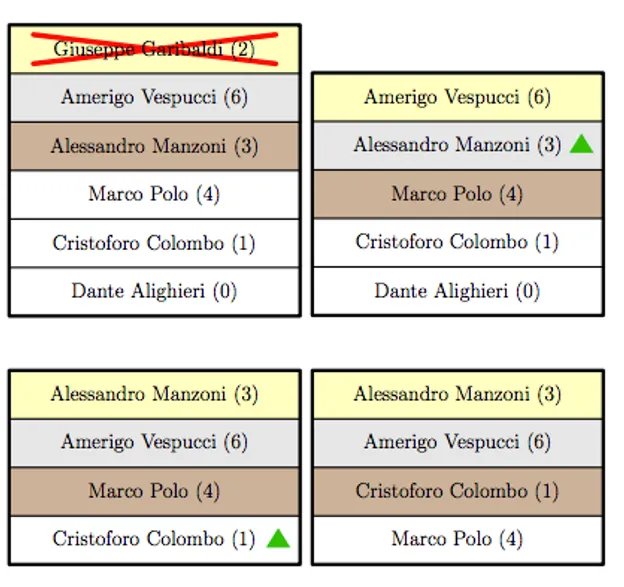 Giuseppe Garibaldi (2)
Amerigo Vespucci (6)
Alessandro Manzoni (3)
Marco Polo (4)
Cristoforo Colombo (1)
Dante Alighieri (0)
Amerigo Vespucci (6)
Alessandro Manzoni (3)
Marco Polo (4)
Cristoforo Colombo (1)
Dante Alighieri (0)
Alessandro Manzoni (3)
Amerigo Vespucci (6)
Marco Polo (4)
Cristoforo Colombo (1)
Alessandro Manzoni (3)
Amerigo Vespucci (6)
Cristoforo Colombo (1)
Marco Polo (4)